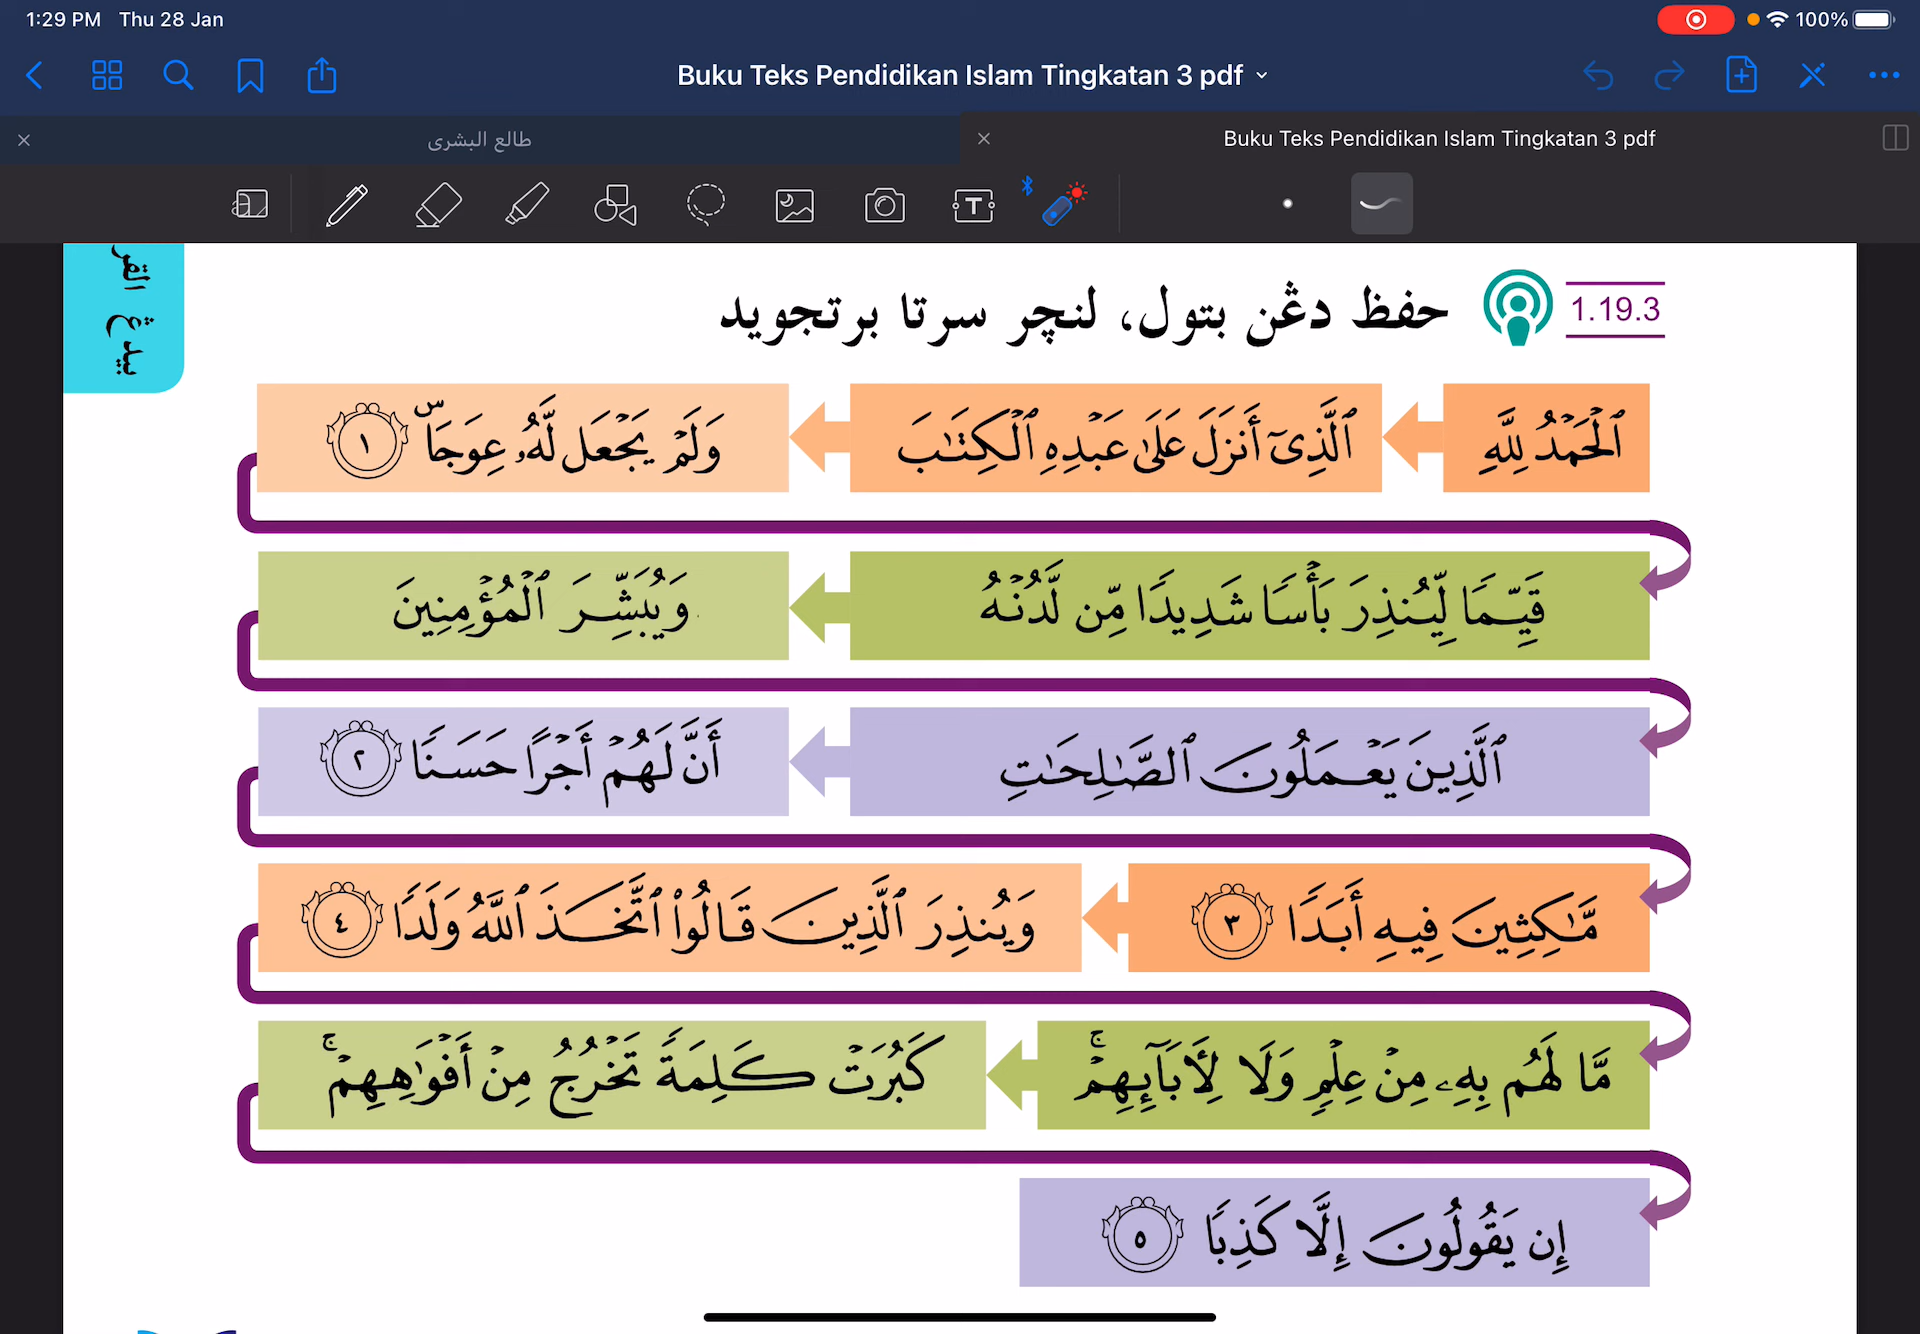 1:29 PM Thu 28 Jan
100%
Buku Teks Pendidikan Islam Tingkatan 3 pdf
طالع البشرى
Buku Teks Pendidikan Islam Tingkatan 3 pdf
T
بيدڠ القر
1.19.3 حفظ دڠن بتول، لنچر سرتا برتجويد
ٱلۡحَمۡدُ لِلَّهِ ٱلَّذِيٓ أَنزَلَ عَلَىٰ عَبۡدِهِ ٱلۡكِتَٰبَ وَلَمۡ يَجۡعَل لَّهُۥ عِوَجَاۜ ١
قَيِّمٗا لِّيُنذِرَ بَأۡسٗا شَدِيدٗا مِّن لَّدُنۡهُ وَيُبَشِّرَ ٱلۡمُؤۡمِنِينَ
ٱلَّذِينَ يَعۡمَلُونَ ٱلصَّٰلِحَٰتِ أَنَّ لَهُمۡ أَجۡرًا حَسَنٗا ٢
مَّٰكِثِينَ فِيهِ أَبَدٗا ٣ وَيُنذِرَ ٱلَّذِينَ قَالُواْ ٱتَّخَذَ ٱللَّهُ وَلَدٗا ٤
مَّا لَهُم بِهِۦ مِنۡ عِلۡمٖ وَلَا لِأٓبَآئِهِمۡۚ كَبُرَتۡ كَلِمَةٗ تَخۡرُجُ مِنۡ أَفۡوَٰهِهِمۡۚ
إِن يَقُولُونَ إِلَّا كَذِبٗا ٥